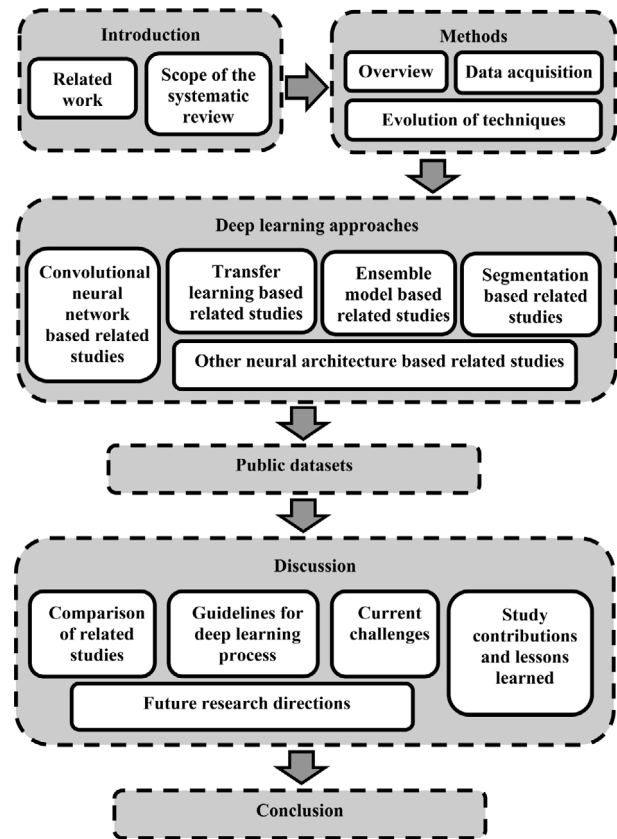 Introduction
Related
work
Scope of the
systematic
review
Methods
Overview
Data acquisition
Evolution of techniques
Deep learning approaches
Convolutional
neural
network
based related
studies
Transfer
learning based
related studies
Ensemble
model based
related studies
Segmentation
based related
studies
Other neural architecture based related studies
Public datasets
Discussion
Comparison
of related
studies
Guidelines for
deep learning
process
Current
challenges
Study
contributions
and lessons
learned
Future research directions
Conclusion